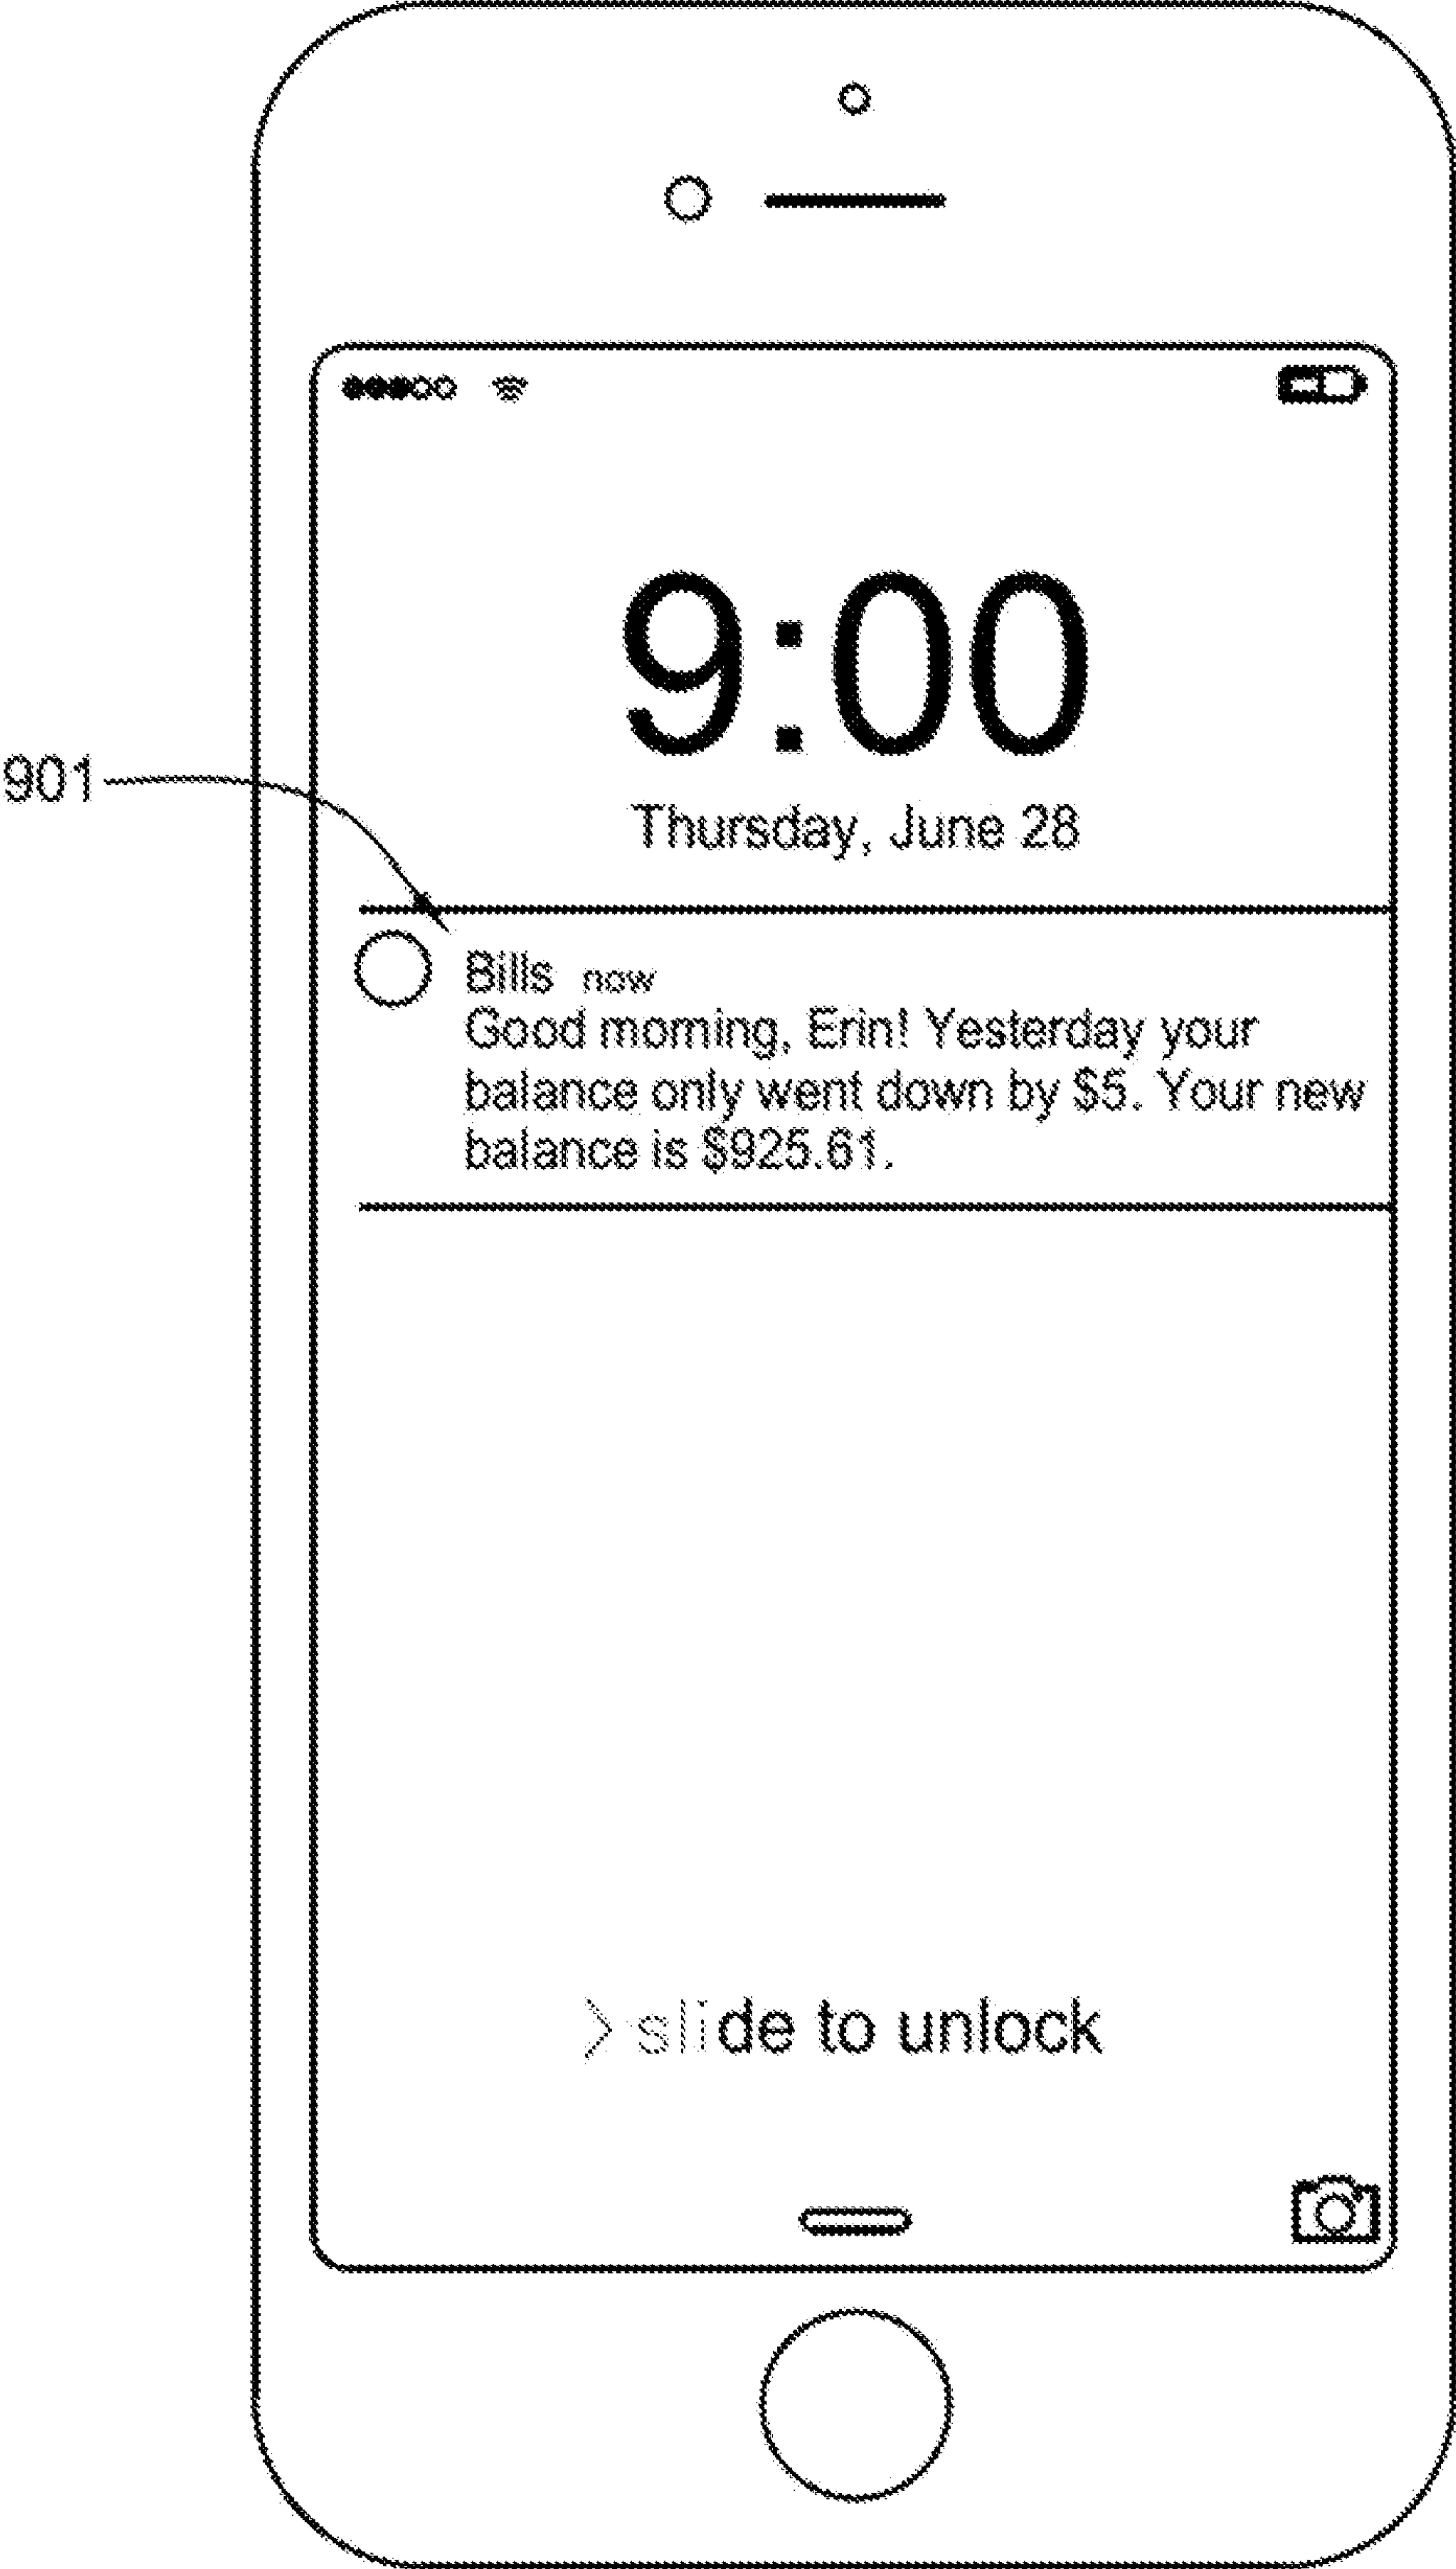 9:00
901
Thursday, June 28
Bills now
Good morning, Erin! Yesterday your
balance only went down by $5. Your new
balance is $925.61.
> slide to unlock